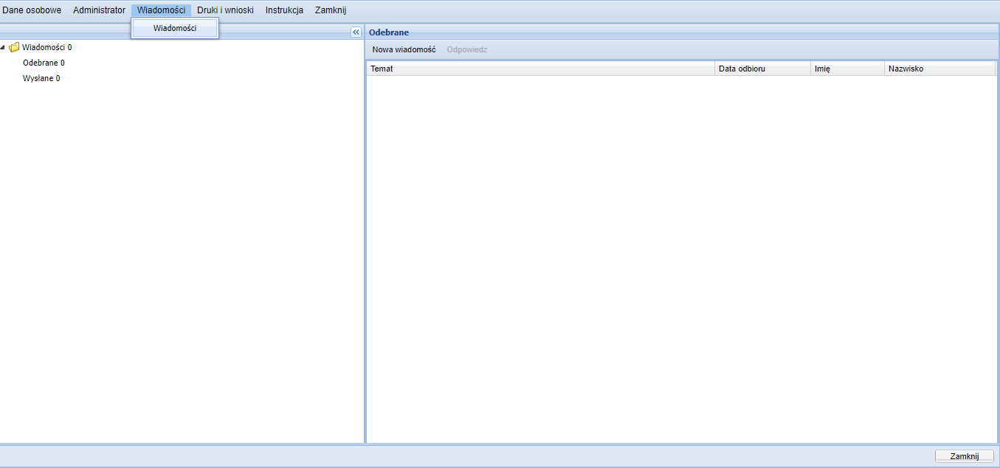 Dane osobowe Administrator Wiadomości Druki i wnioski Instrukcja Zamknij
Wiadomości
Odebrane
Wiadomości 0
Nowa wiadomość Odpowiedz
Odebrane 0
Temat Data odbioru Imię Nazwisko
Wysłane 0
Zamknij